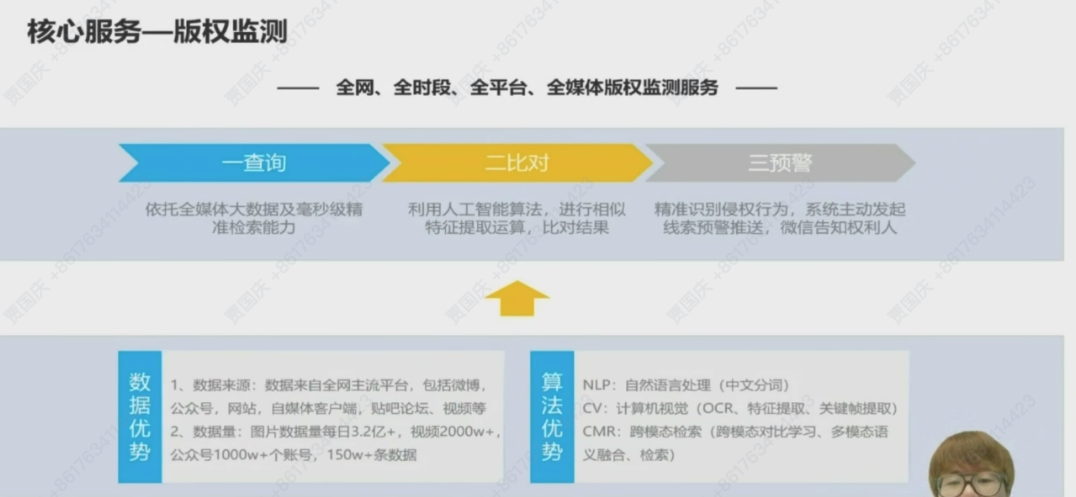 核心服务—版权监测
全网、全时段、全平台、全媒体版权监测服务
一查询
二比对
三预警
依托全媒体大数据及毫秒级精
准检索能力
利用人工智能算法，进行相似
特征提取运算，比对结果
精准识别侵权行为，系统主动发起
线索预警推送，微信告知权利人
数据优势
1、数据来源：数据来自全网主流平台，包括微博，
公众号，网站，自媒体客户端，贴吧论坛、视频等
2、数据量：图片数据量每日3.2亿+，视频2000w+，
公众号1000w+个账号，150w+条数据
算法优势
NLP：自然语言处理（中文分词）
CV：计算机视觉（OCR、特征提取、关键帧提取）
CMR：跨模态检索（跨模态对比学习、多模态语
义融合、检索）
贾国庆 +8617634114423